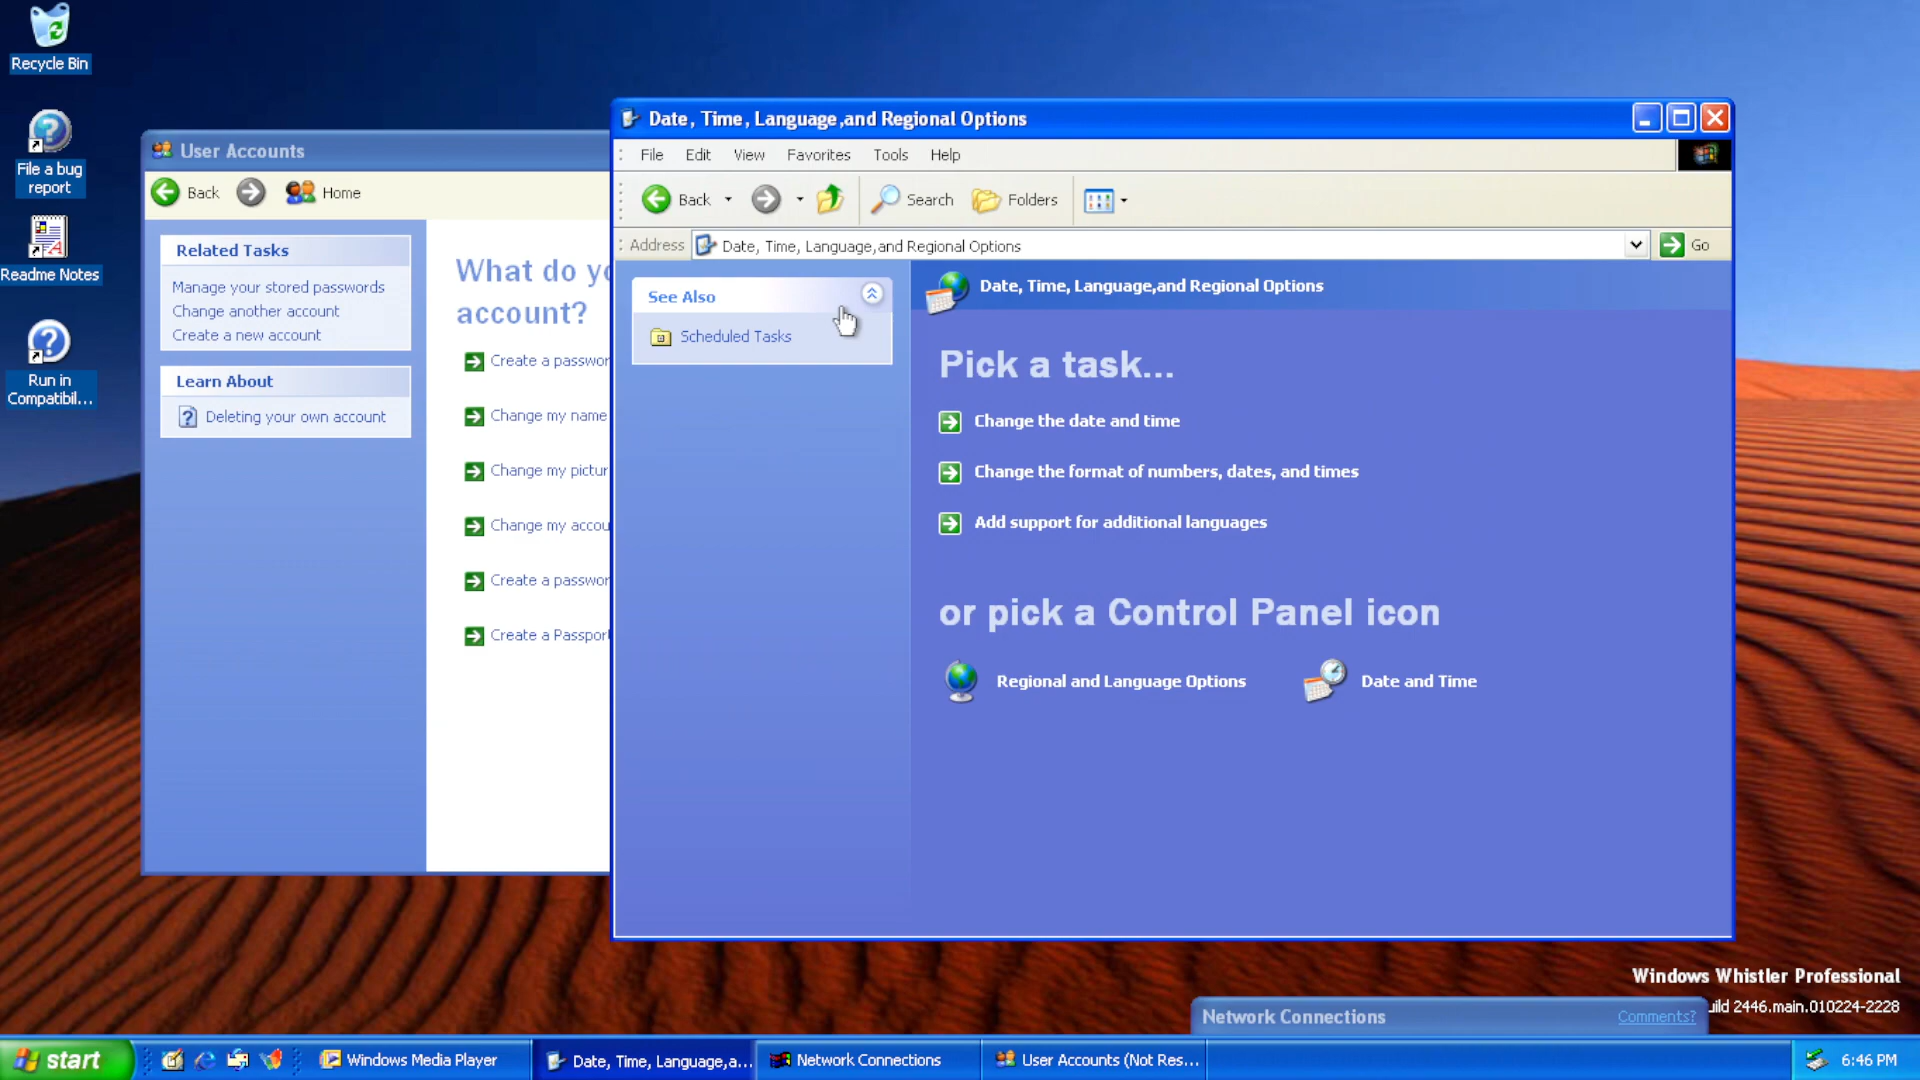 Recycle Bin
File a bug
report
Readme Notes
Run in
Compatibil...
User Accounts
Back
Home
Related Tasks
Manage your stored passwords
Change another account
Create a new account
Learn About
Deleting your own account
What do yo
account?
Create a passwor
Change my name
Change my pictur
Change my accou
Create a passwor
Create a Passport
Date, Time, Language,and Regional Options
File Edit View Favorites Tools Help
Back Search Folders
Address Date, Time, Language,and Regional Options Go
See Also
Scheduled Tasks
Date, Time, Language,and Regional Options
Pick a task...
Change the date and time
Change the format of numbers, dates, and times
Add support for additional languages
or pick a Control Panel icon
Regional and Language Options
Date and Time
Windows Whistler Professional
uild 2446.main.010224-2228
Network Connections
Comments?
start
Windows Media Player
Date, Time, Language,a...
Network Connections
User Accounts (Not Res...
6:46 PM